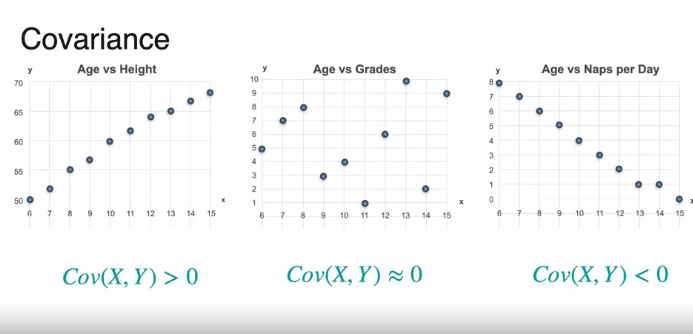 Covariance
y Age vs Height
70
65
60
55
50
x
6 7 8 9 10 11 12 13 14 15
Cov(X, Y) > 0
y Age vs Grades
10
9
8
7
6
5
4
3
2
1
x
6 7 8 9 10 11 12 13 14 15
Cov(X, Y) ≈ 0
y Age vs Naps per Day
8
7
6
5
4
3
2
1
0
x
6 7 8 9 10 11 12 13 14 15
Cov(X, Y) < 0